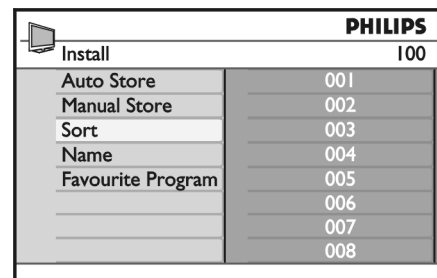 PHILIPS
Install 100
Auto Store 001
Manual Store 002
Sort 003
Name 004
Favourite Program 005
006
007
008